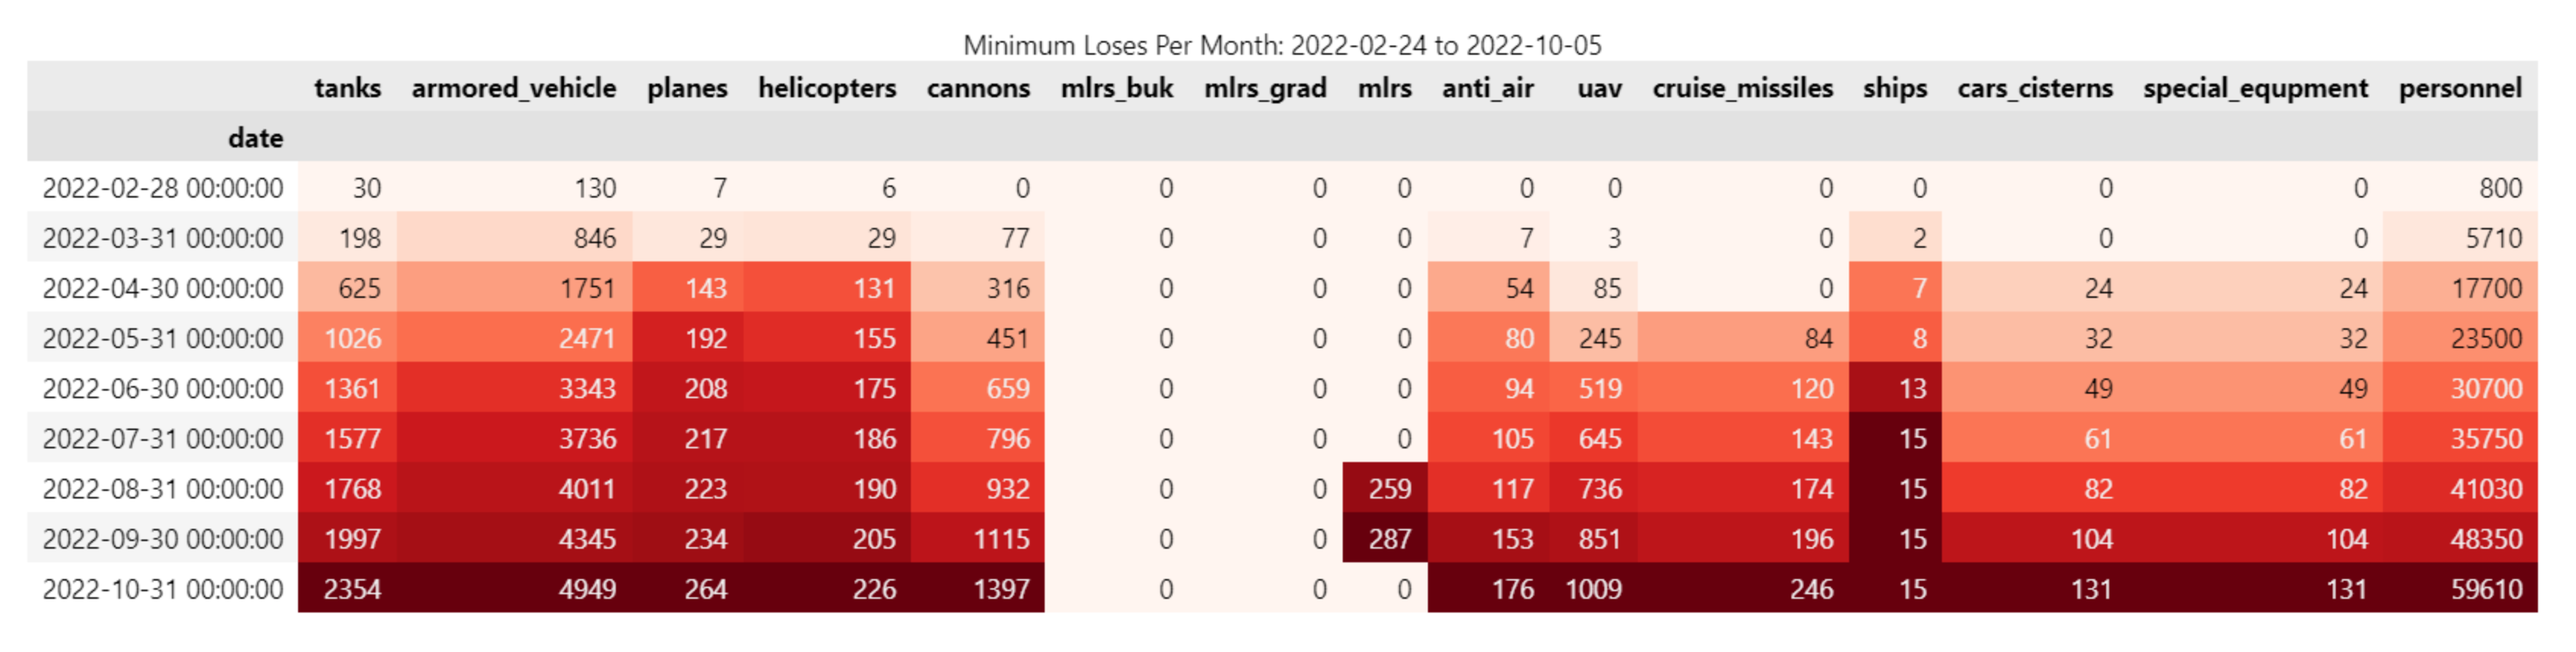 Minimum Loses Per Month: 2022-02-24 to 2022-10-05
tanks armored_vehicle planes helicopters cannons mlrs_buk mlrs_grad mlrs anti_air uav cruise_missiles ships cars_cisterns special_equpment personnel
date
2022-02-28 00:00:00 30 130 7 6 0 0 0 0 0 0 0 0 0 0 800
2022-03-31 00:00:00 198 846 29 29 77 0 0 0 7 3 0 2 0 0 5710
2022-04-30 00:00:00 625 1751 143 131 316 0 0 0 54 85 0 7 24 24 17700
2022-05-31 00:00:00 1026 2471 192 155 451 0 0 0 80 245 84 8 32 32 23500
2022-06-30 00:00:00 1361 3343 208 175 659 0 0 0 94 519 120 13 49 49 30700
2022-07-31 00:00:00 1577 3736 217 186 796 0 0 0 105 645 143 15 61 61 35750
2022-08-31 00:00:00 1768 4011 223 190 932 0 0 259 117 736 174 15 82 82 41030
2022-09-30 00:00:00 1997 4345 234 205 1115 0 0 287 153 851 196 15 104 104 48350
2022-10-31 00:00:00 2354 4949 264 226 1397 0 0 0 176 1009 246 15 131 131 59610